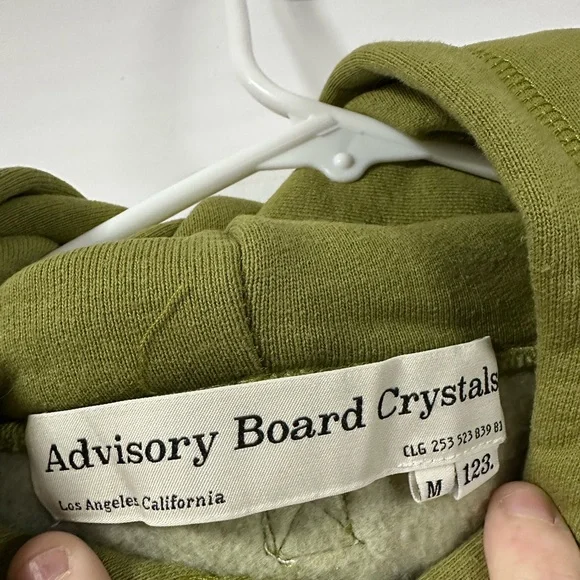 Advisory Board Crystals
CLG 253 523 839 81
Los Angeles, California
M
123.